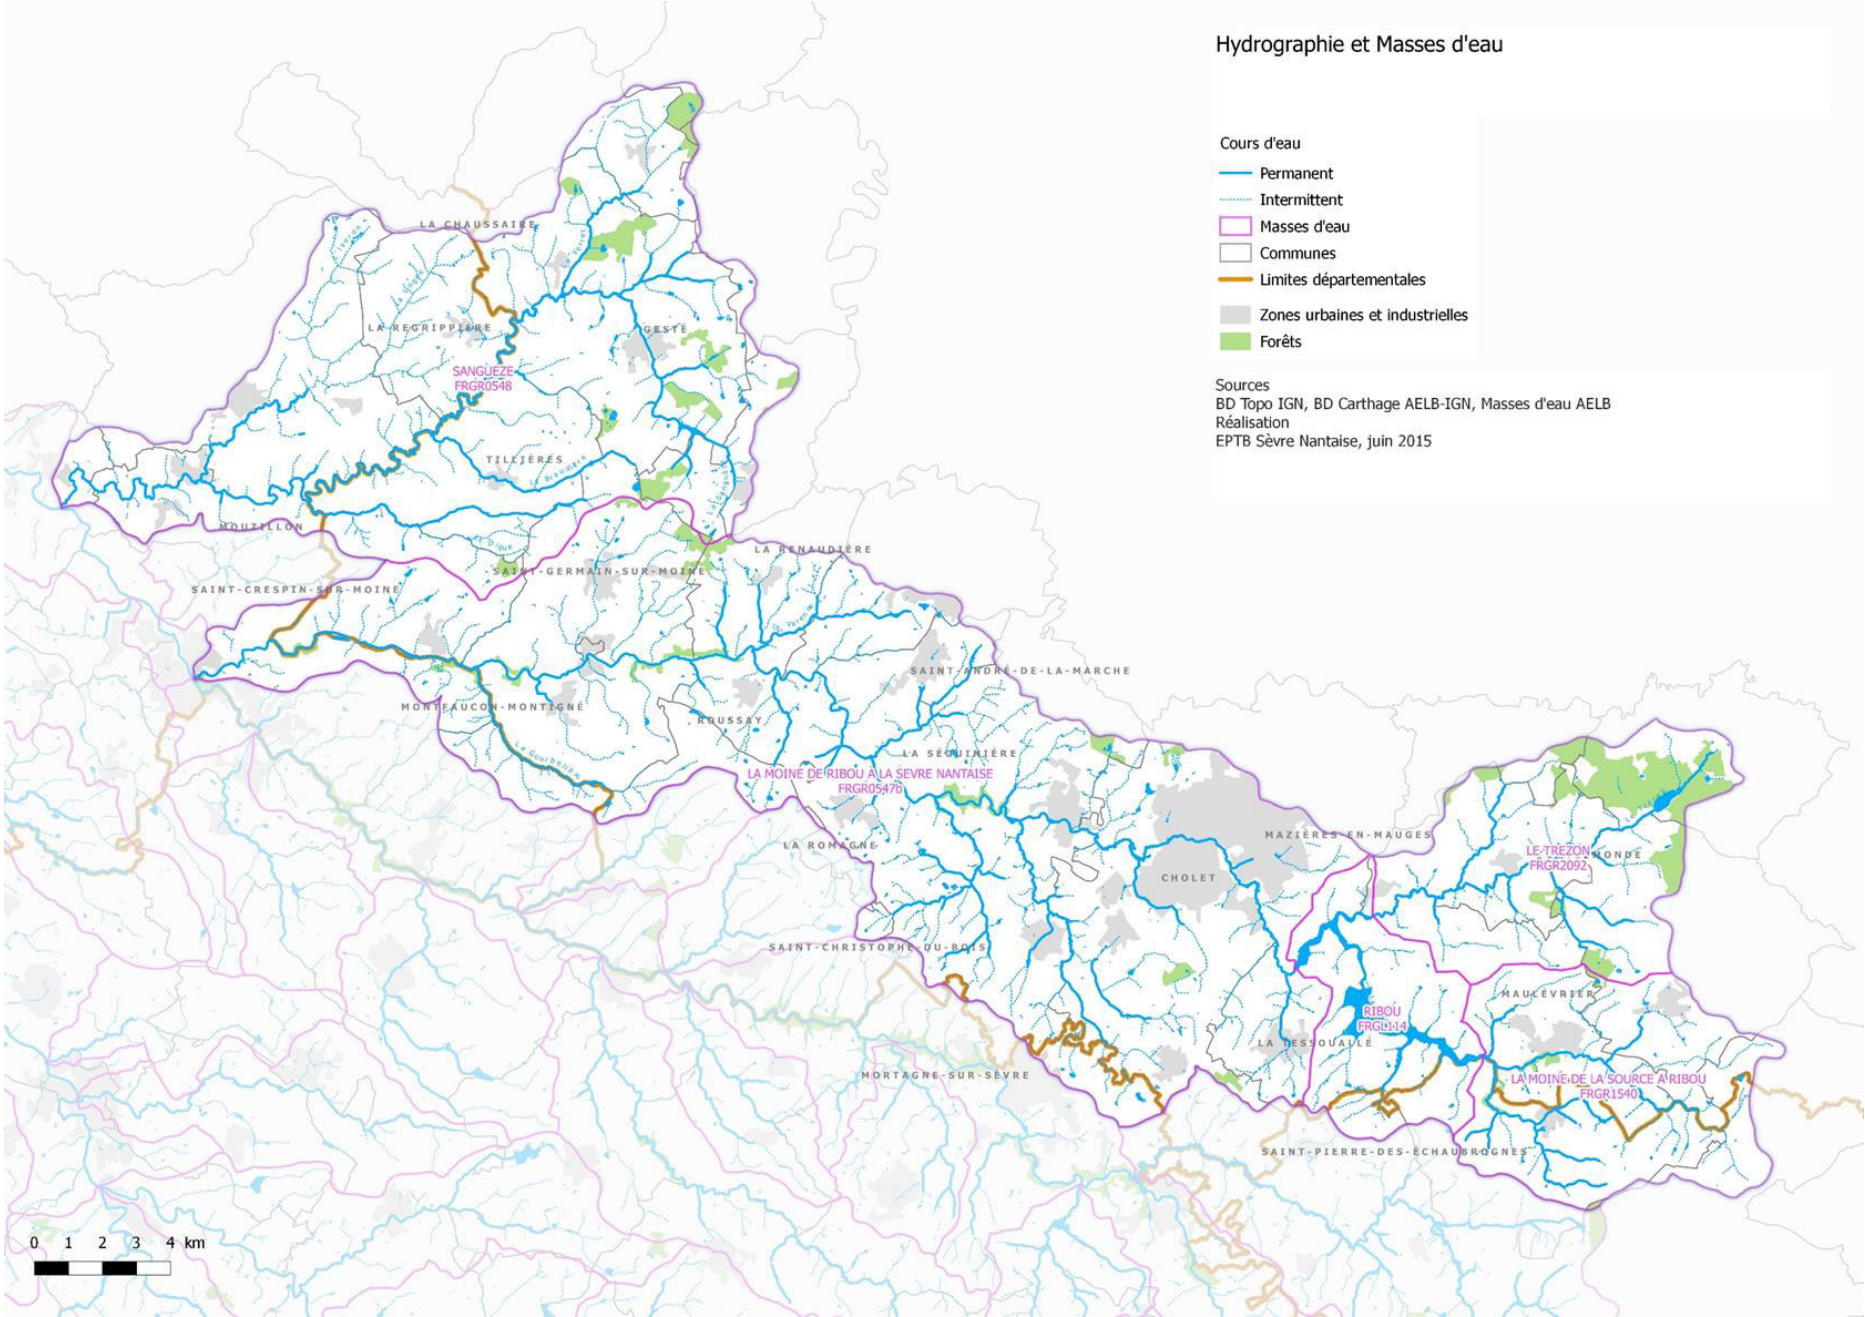 Hydrographie et Masses d'eau
Cours d'eau
Permanent
Intermittent
Masses d'eau
Communes
Limites départementales
Zones urbaines et industrielles
Forêts
Sources
BD Topo IGN, BD Carthage AELB-IGN, Masses d'eau AELB
Réalisation
EPTB Sèvre Nantaise, juin 2015
LA CHAUSSAIRE
LA REGRIPPIÈRE
GESTÉ
SANGUEZE
FRGR0548
TILLIÈRES
La Braudière
MOUZILLON
LA RENAUDIÈRE
SAINT-GERMAIN-SUR-MOINE
SAINT-CRESPIN-SUR-MOINE
SAINT-ANDRÉ-DE-LA-MARCHE
MONTFAUCON-MONTIGNÉ
ROUSSAY
La Gourbelière
LA SÉGUINIÈRE
LA MOINE DE RIBOU A LA SEVRE NANTAISE
FRGR0547b
LA ROMAGNE
MAZIÈRES-EN-MAUGES
LE TREZON
MONDE
FRGR2092
CHOLET
SAINT-CHRISTOPHE-DU-BOIS
MAULÉVRIER
RIBOU
FRGL114
LA TESSOUALLE
MORTAGNE-SUR-SÈVRE
LA MOINE DE LA SOURCE A RIBOU
FRGR1540
SAINT-PIERRE-DES-ÉCHAUBROGNES
0 1 2 3 4 km